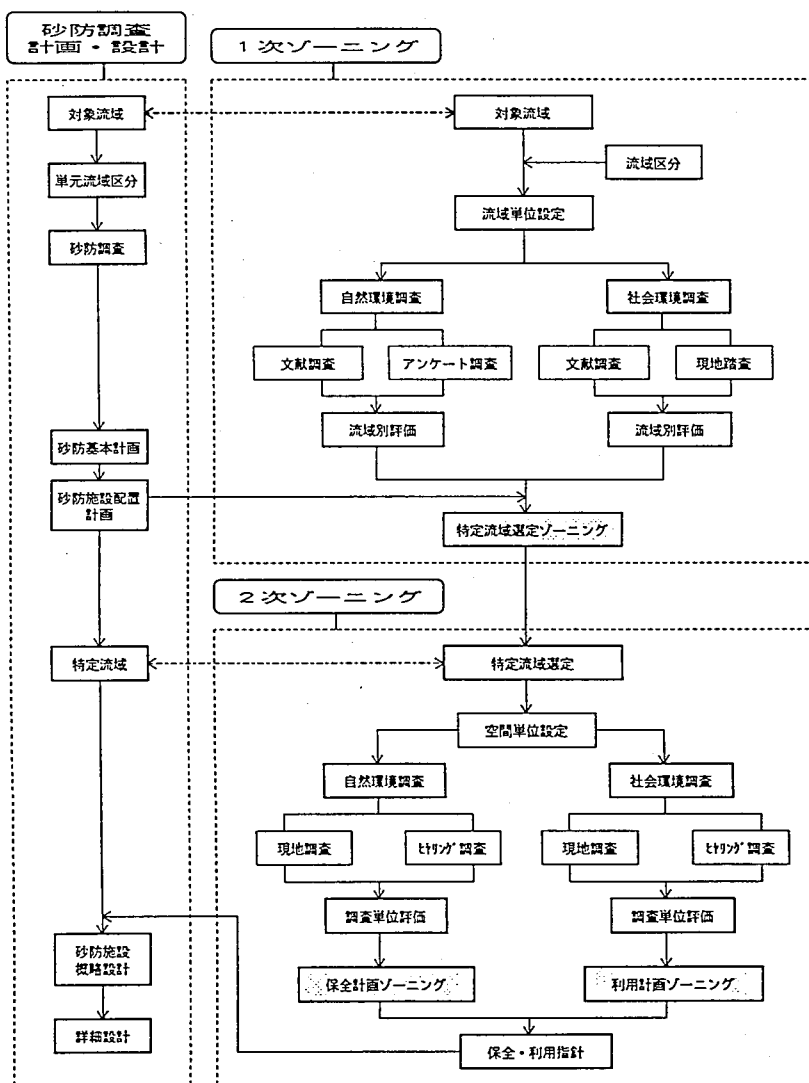 砂防調査
計画・設計
対象流域
単元流域区分
砂防調査
砂防基本計画
砂防施設配置
計画
特定流域
砂防施設
概略設計
詳細設計
1次ゾーニング
対象流域
流域区分
流域単位設定
自然環境調査
社会環境調査
文献調査
アンケート調査
文献調査
現地踏査
流域別評価
流域別評価
特定流域選定ゾーニング
2次ゾーニング
特定流域選定
空間単位設定
自然環境調査
社会環境調査
現地調査
ヒヤリング調査
現地調査
ヒヤリング調査
調査単位評価
調査単位評価
保全計画ゾーニング
利用計画ゾーニング
保全・利用指針